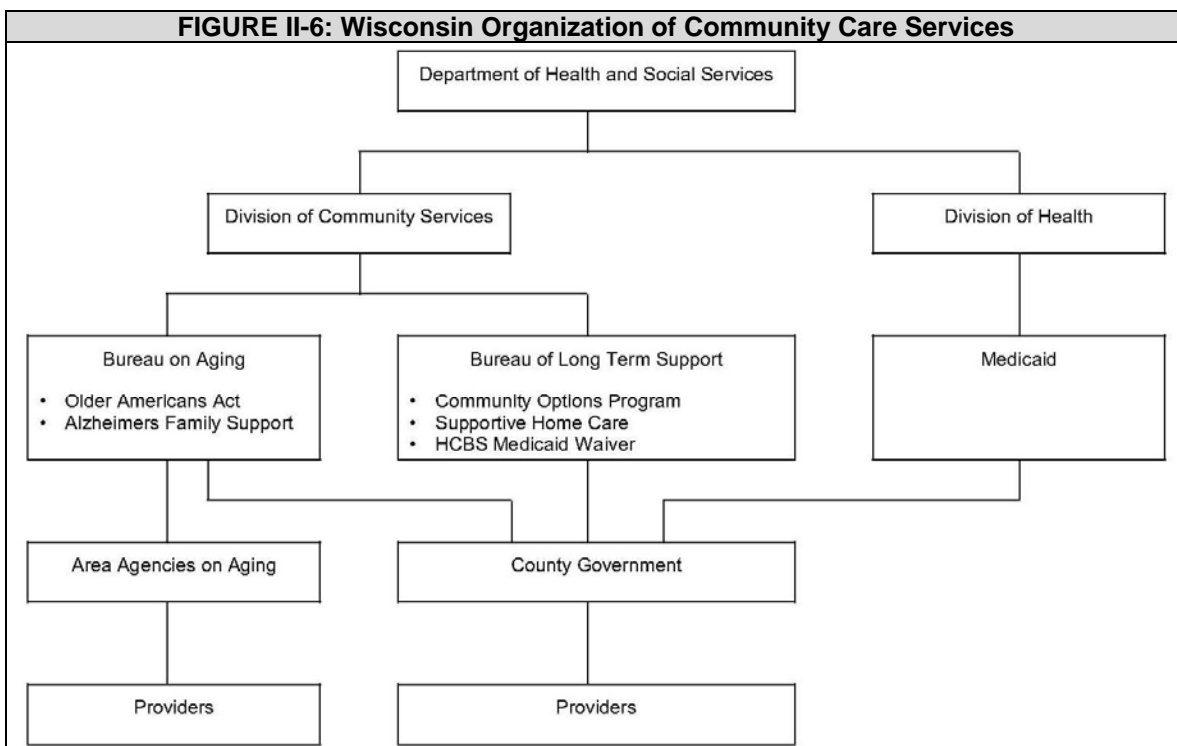 FIGURE II-6: Wisconsin Organization of Community Care Services
Department of Health and Social Services
Division of Community Services
Division of Health
Bureau on Aging
• Older Americans Act
• Alzheimers Family Support
Bureau of Long Term Support
• Community Options Program
• Supportive Home Care
• HCBS Medicaid Waiver
Medicaid
Area Agencies on Aging
County Government
Providers
Providers